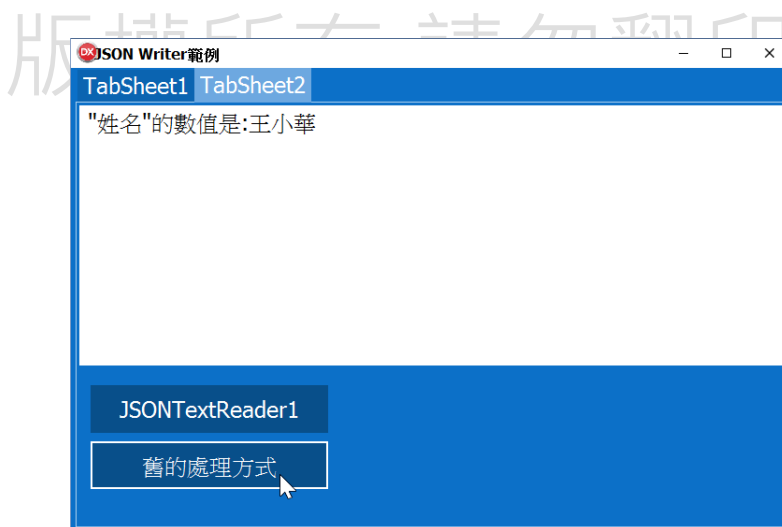 版權所有 請勿翻印
DX JSON Writer範例
TabSheet1 TabSheet2
"姓名"的數值是:王小華
JSONTextReader1
舊的處理方式